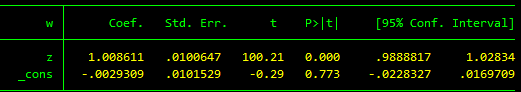 w Coef. Std. Err. t P>|t| [95% Conf. Interval]
z 1.008611 .0100647 100.21 0.000 .9888817 1.02834
_cons -.0029309 .0101529 -0.29 0.773 -.0228327 .0169709